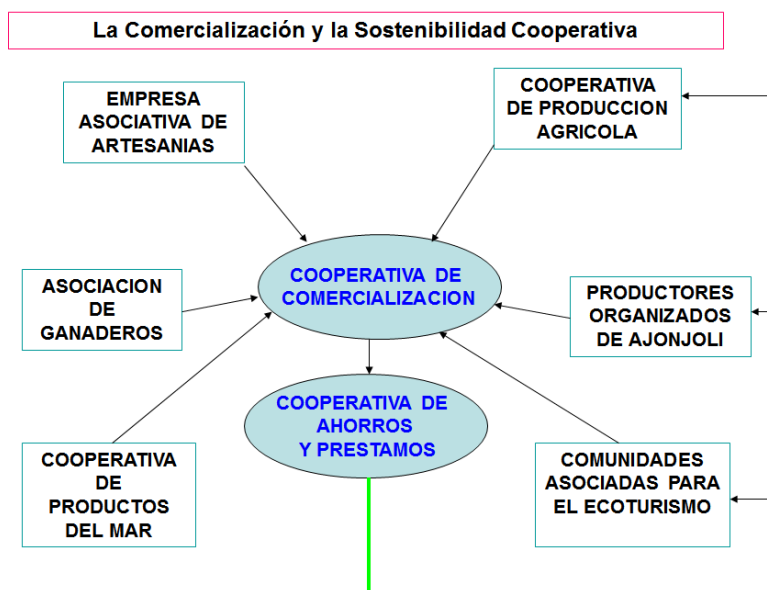 La Comercialización y la Sostenibilidad Cooperativa
EMPRESA
ASOCIATIVA DE
ARTESANIAS
COOPERATIVA
DE PRODUCCION
AGRICOLA
COOPERATIVA DE
COMERCIALIZACION
ASOCIACION
DE
GANADEROS
PRODUCTORES
ORGANIZADOS
DE AJONJOLI
COOPERATIVA DE
AHORROS
Y PRESTAMOS
COOPERATIVA
DE
PRODUCTOS
DEL MAR
COMUNIDADES
ASOCIADAS PARA
EL ECOTURISMO